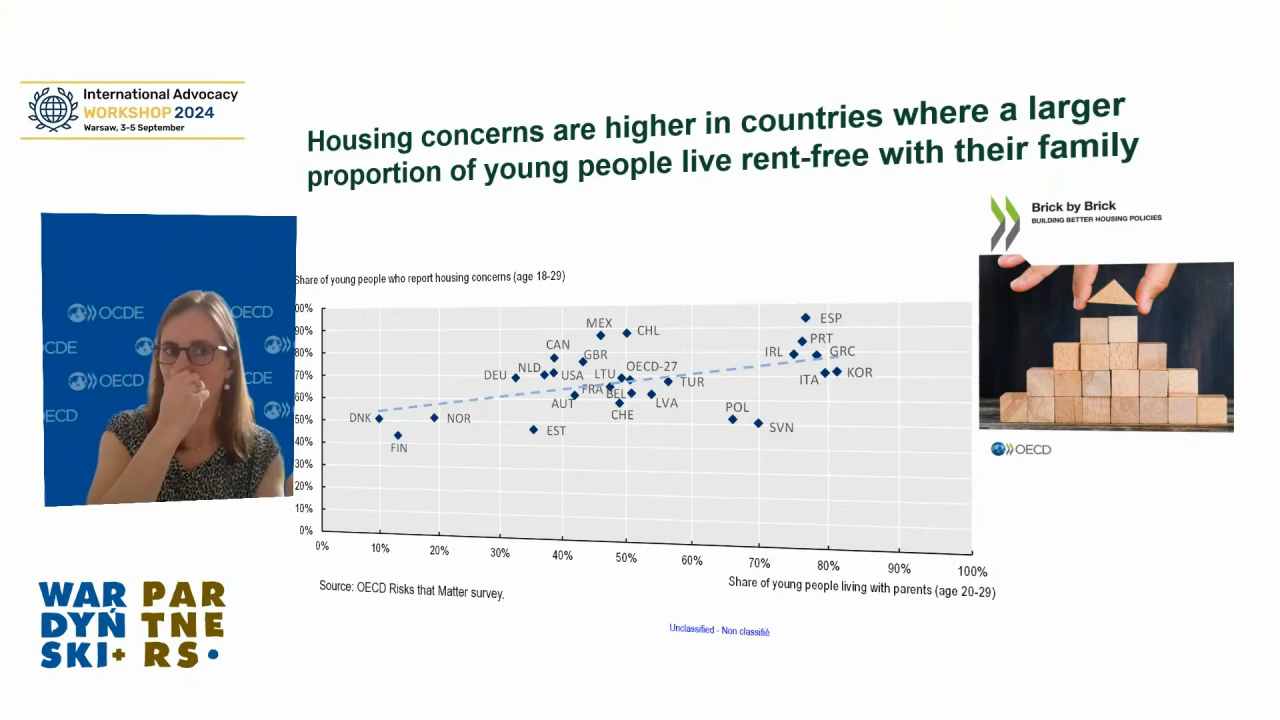 International Advocacy
WORKSHOP 2024
Warsaw, 3-5 September
Housing concerns are higher in countries where a larger
proportion of young people live rent-free with their family
Brick by Brick
BUILDING BETTER HOUSING POLICIES
OCDE
OECD
CDE
OECD
CDE
ECD
Share of young people who report housing concerns (age 18-29)
00%
90%
80%
70%
60%
50%
40%
30%
20%
10%
0%
MEX
CHL
ESP
CAN
GBR
PRT
IRL
GRC
DEU
NLD
USA
LTU
OECD-27
TUR
ITA
KOR
AUT
FRA
BEL
LVA
CHE
POL
SVN
DNK
NOR
FIN
EST
0%
10%
20%
30%
40%
50%
60%
70%
80%
90%
100%
Share of young people living with parents (age 20-29)
Source: OECD Risks that Matter survey.
Unclassified - Non classifié
OECD
WAR PAR
DYŃ TNE
SKI+ RS•